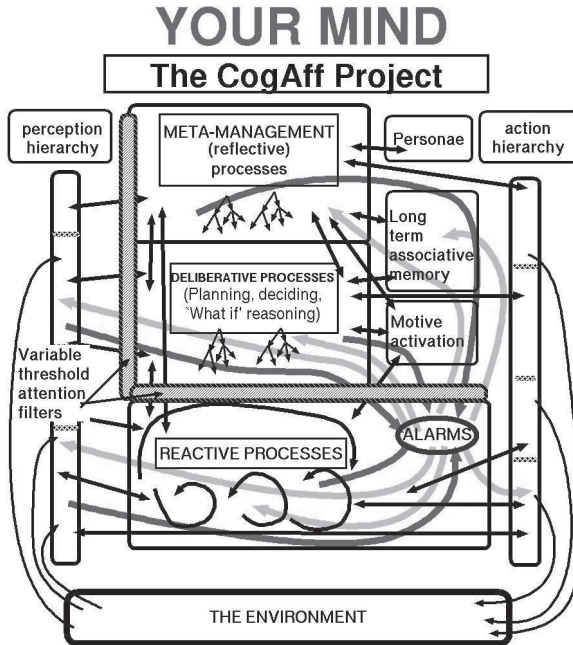 YOUR MIND
The CogAff Project
perception
hierarchy
META-MANAGEMENT
(reflective)
processes
Personae
action
hierarchy
Long
term
associative
memory
DELIBERATIVE PROCESSES
(Planning, deciding,
`What if' reasoning)
Motive
activation
Variable
threshold
attention
filters
ALARMS
REACTIVE PROCESSES
THE ENVIRONMENT